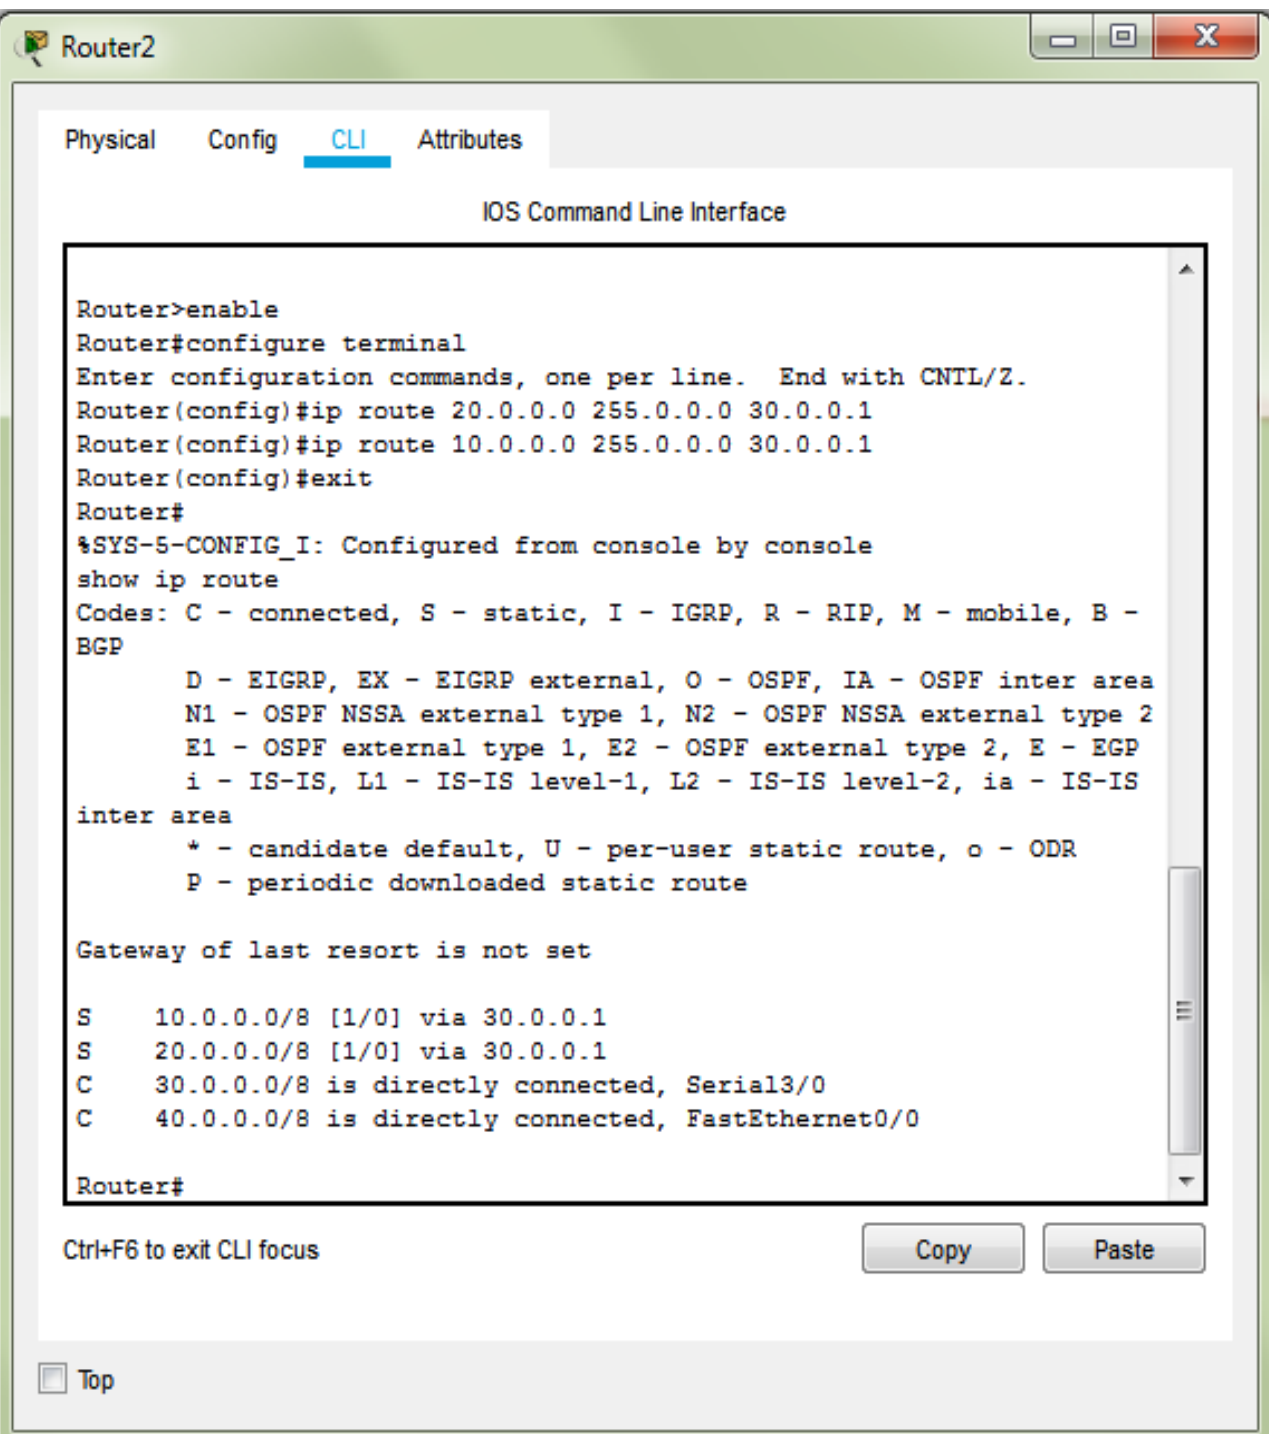 Router2
Physical Config CLI Attributes
IOS Command Line Interface
Router>enable
Router#configure terminal
Enter configuration commands, one per line.  End with CNTL/Z.
Router(config)#ip route 20.0.0.0 255.0.0.0 30.0.0.1
Router(config)#ip route 10.0.0.0 255.0.0.0 30.0.0.1
Router(config)#exit
Router#
%SYS-5-CONFIG_I: Configured from console by console
show ip route
Codes: C - connected, S - static, I - IGRP, R - RIP, M - mobile, B -
BGP
       D - EIGRP, EX - EIGRP external, O - OSPF, IA - OSPF inter area
       N1 - OSPF NSSA external type 1, N2 - OSPF NSSA external type 2
       E1 - OSPF external type 1, E2 - OSPF external type 2, E - EGP
       i - IS-IS, L1 - IS-IS level-1, L2 - IS-IS level-2, ia - IS-IS
inter area
       * - candidate default, U - per-user static route, o - ODR
       P - periodic downloaded static route
Gateway of last resort is not set
S    10.0.0.0/8 [1/0] via 30.0.0.1
S    20.0.0.0/8 [1/0] via 30.0.0.1
C    30.0.0.0/8 is directly connected, Serial3/0
C    40.0.0.0/8 is directly connected, FastEthernet0/0
Router#
Ctrl+F6 to exit CLI focus Copy Paste
Top